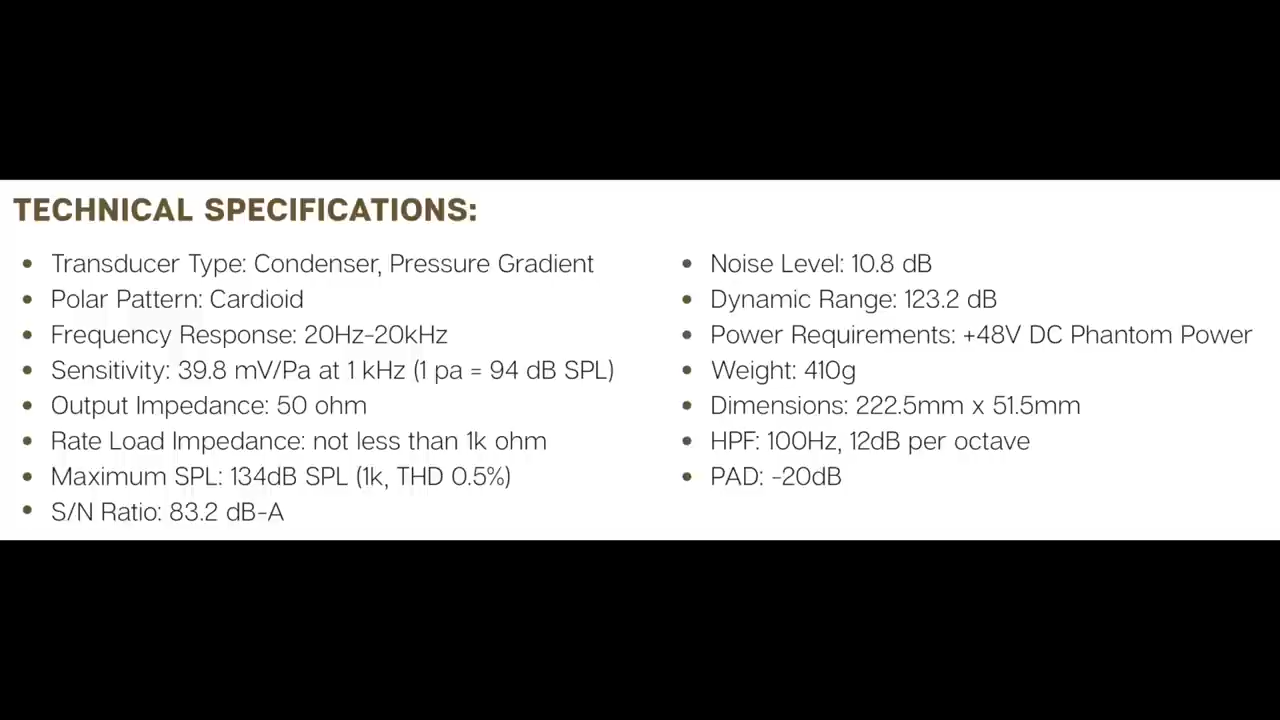 TECHNICAL SPECIFICATIONS:
Transducer Type: Condenser, Pressure Gradient
Polar Pattern: Cardioid
Frequency Response: 20Hz-20kHz
Sensitivity: 39.8 mV/Pa at 1 kHz (1 pa = 94 dB SPL)
Output Impedance: 50 ohm
Rate Load Impedance: not less than 1k ohm
Maximum SPL: 134dB SPL (1k, THD 0.5%)
S/N Ratio: 83.2 dB-A
Noise Level: 10.8 dB
Dynamic Range: 123.2 dB
Power Requirements: +48V DC Phantom Power
Weight: 410g
Dimensions: 222.5mm x 51.5mm
HPF: 100Hz, 12dB per octave
PAD: -20dB